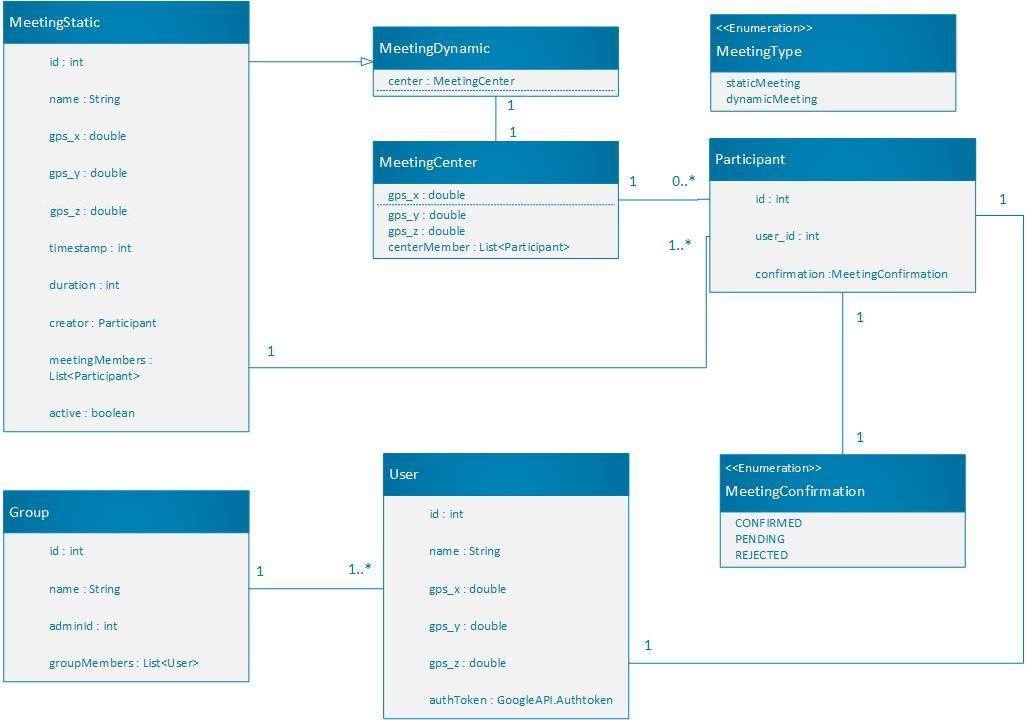 MeetingStatic
id : int
name : String
gps_x : double
gps_y : double
gps_z : double
timestamp : int
duration : int
creator : Participant
meetingMembers :
List<Participant>
active : boolean
MeetingDynamic
center : MeetingCenter
1
1
MeetingCenter
gps_x : double
gps_y : double
gps_z : double
centerMember : List<Participant>
<<Enumeration>>
MeetingType
staticMeeting
dynamicMeeting
1
0..*
Participant
id : int
user_id : int
confirmation :MeetingConfirmation
1
1..*
1
1
1
<<Enumeration>>
MeetingConfirmation
CONFIRMED
PENDING
REJECTED
Group
id : int
name : String
adminId : int
groupMembers : List<User>
1
1..*
User
id : int
name : String
gps_x : double
gps_y : double
gps_z : double
authToken : GoogleAPI.Authtoken
1